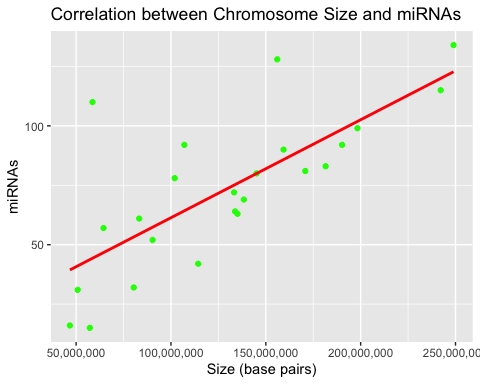 Correlation between Chromosome Size and miRNAs
100
50
miRNAs
50,000,000 100,000,000 150,000,000 200,000,000 250,000,000
Size (base pairs)